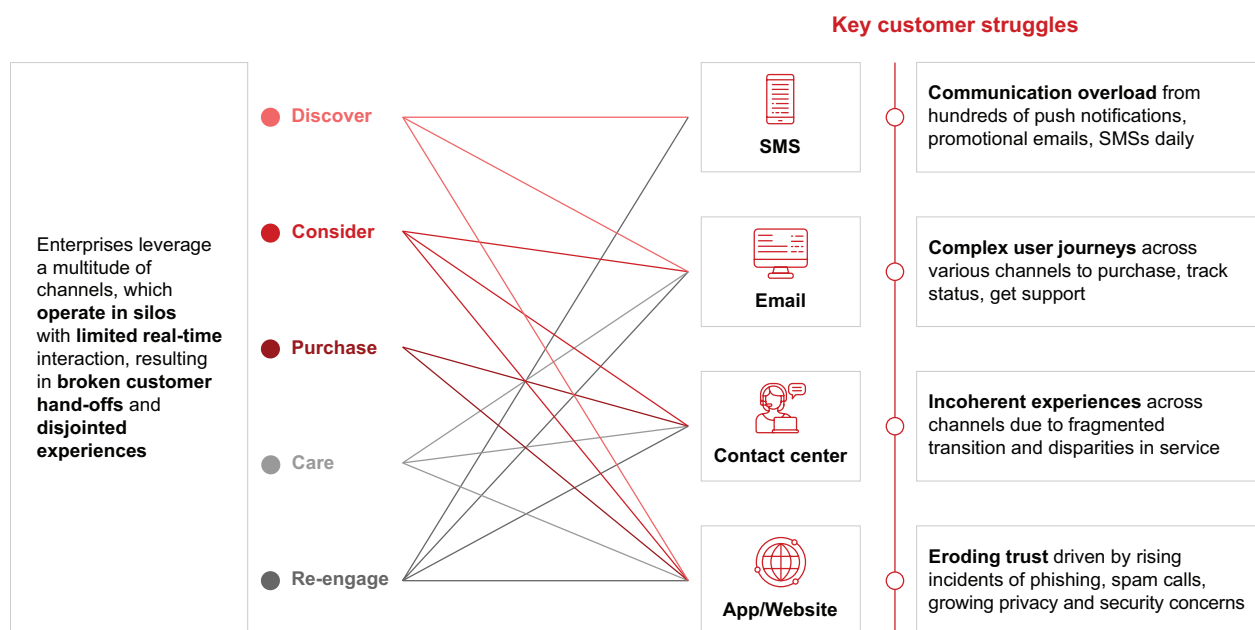 Key customer struggles
Enterprises leverage
a multitude of
channels, which
operate in silos
with limited real-time
interaction, resulting
in broken customer
hand-offs and
disjointed
experiences
Discover
Consider
Purchase
Care
Re-engage
SMS
Email
Contact center
App/Website
Communication overload from
hundreds of push notifications,
promotional emails, SMSs daily
Complex user journeys across
various channels to purchase, track
status, get support
Incoherent experiences across
channels due to fragmented
transition and disparities in service
Eroding trust driven by rising
incidents of phishing, spam calls,
growing privacy and security concerns